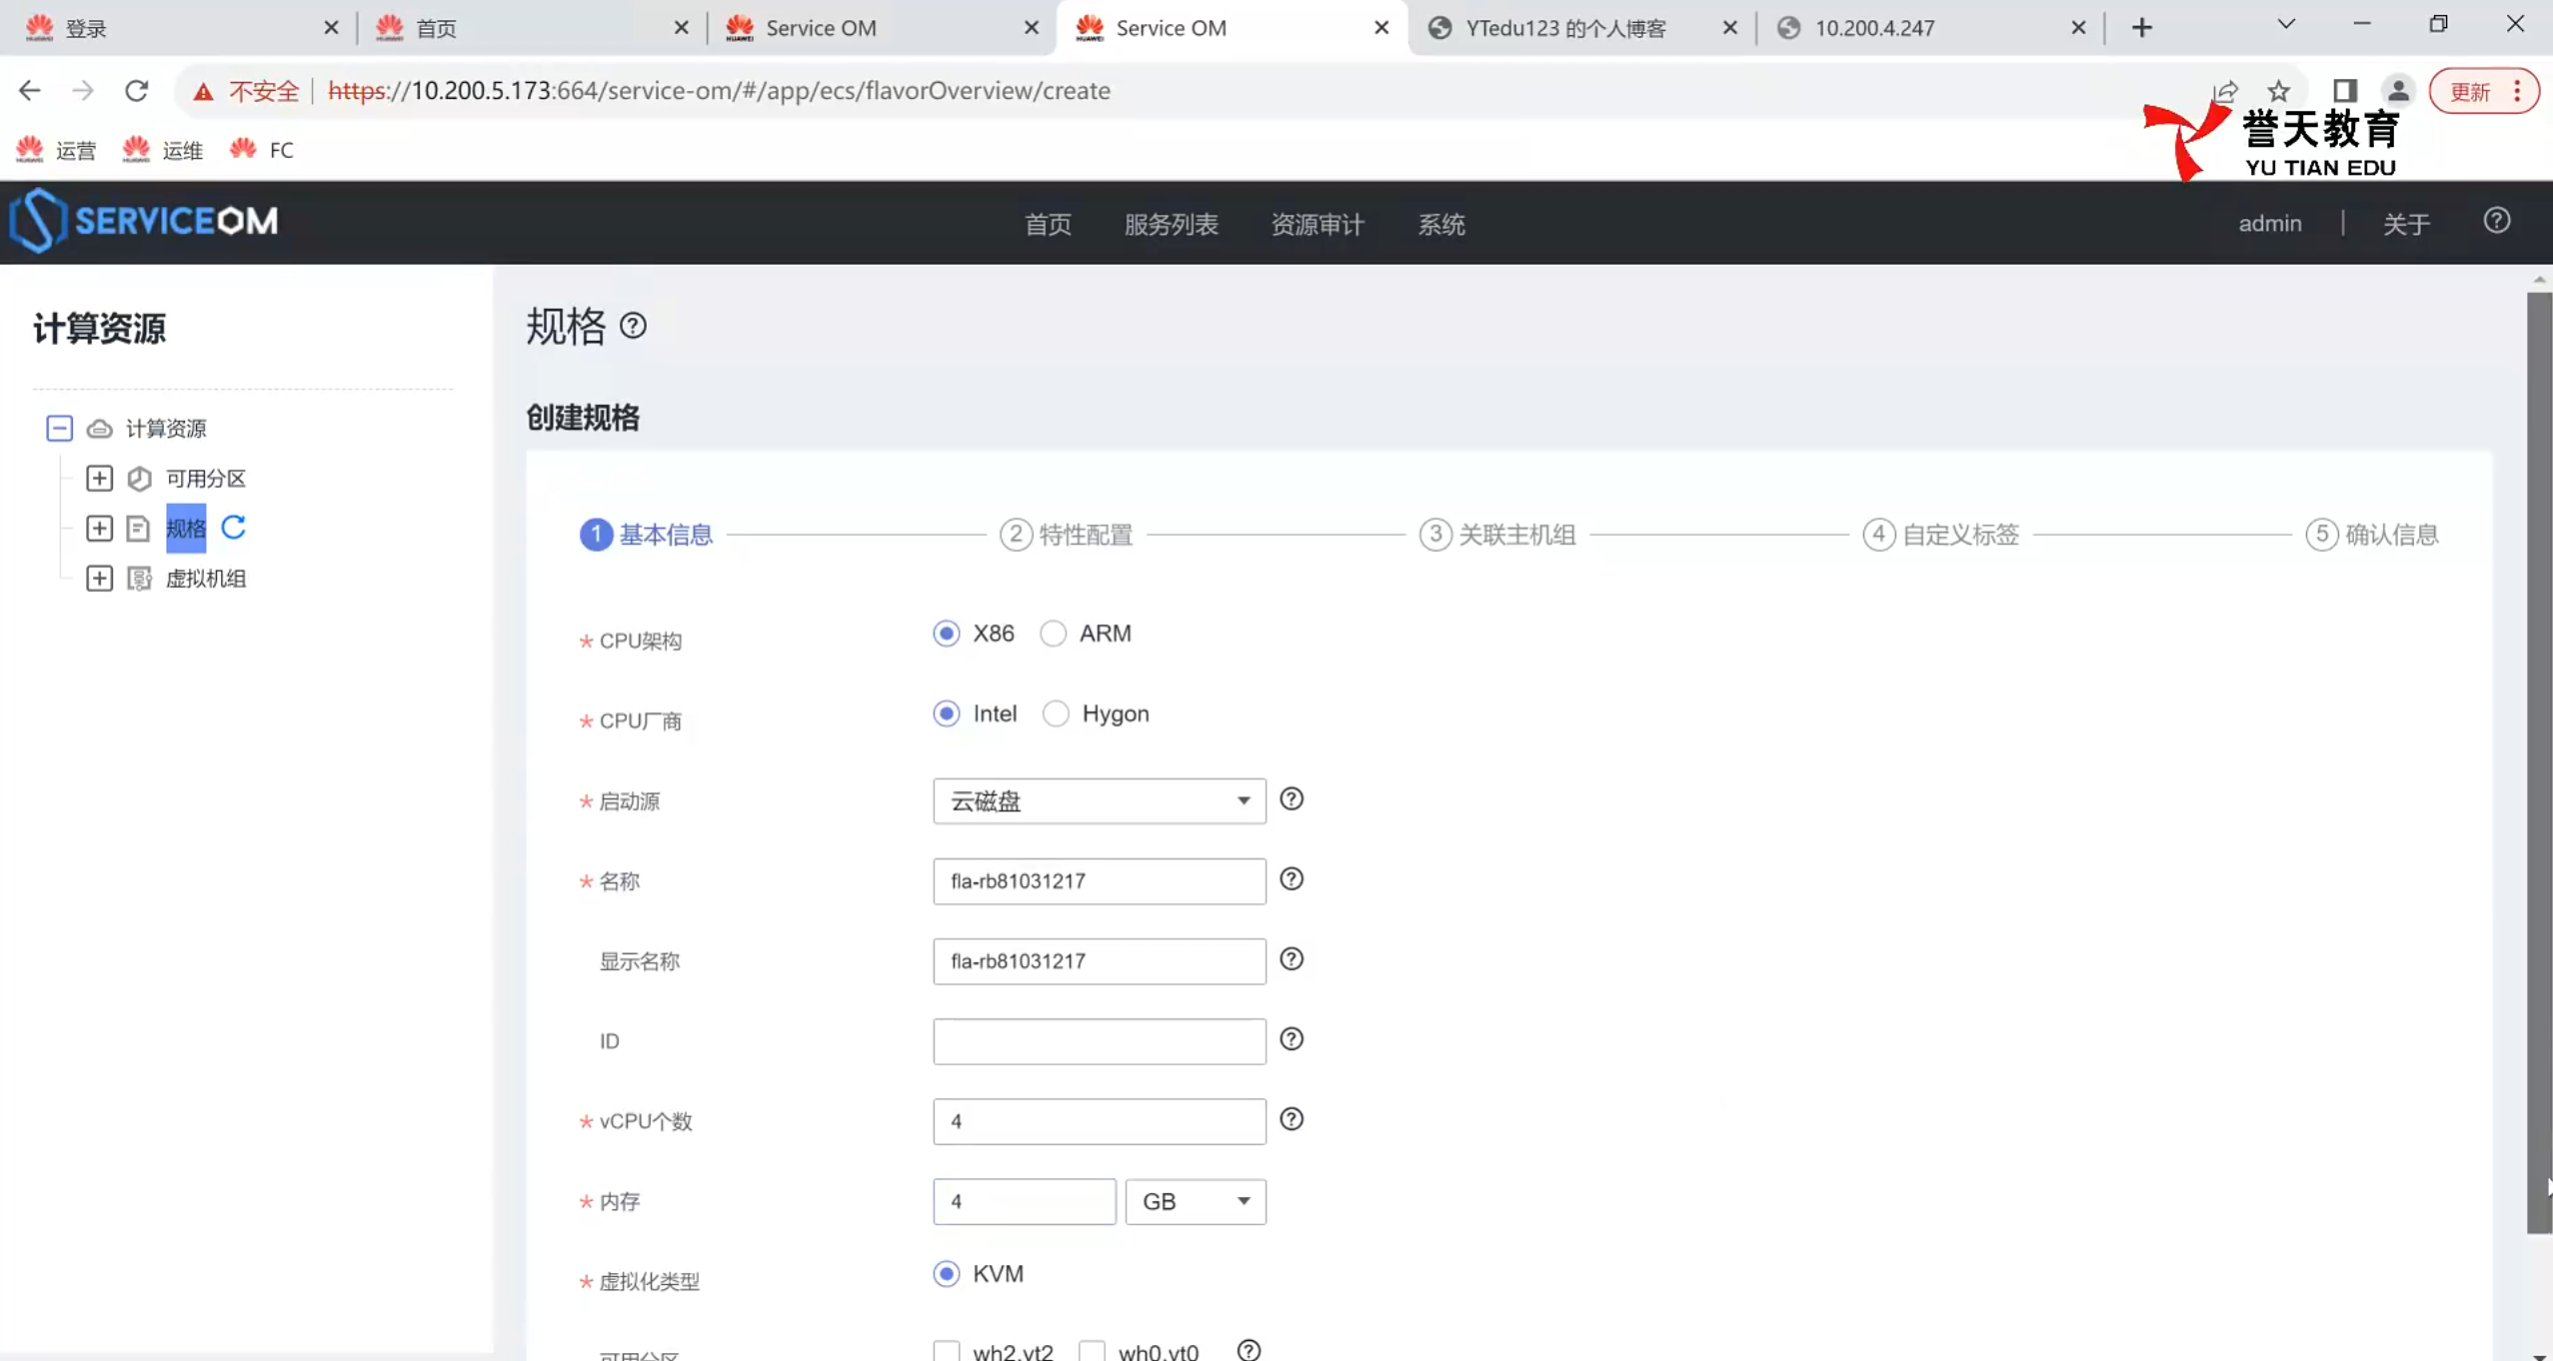 登录 首页 Service OM Service OM YTedu123 的个人博客 10.200.4.247
不安全 https://10.200.5.173:664/service-om/#/app/ecs/flavorOverview/create 更新
誉天教育
YU TIAN EDU
HUAWEI 运营 HUAWEI 运维 FC
SERVICEOM 首页 服务列表 资源审计 系统 admin 关于
计算资源
计算资源
可用分区
规格
虚拟机组
规格
创建规格
1 基本信息 2 特性配置 3 关联主机组 4 自定义标签 5 确认信息
* CPU架构 X86 ARM
* CPU厂商 Intel Hygon
* 启动源 云磁盘
* 名称 fla-rb81031217
显示名称 fla-rb81031217
ID
* vCPU个数 4
* 内存 4 GB
* 虚拟化类型 KVM
可用分区 wh2.yt2 wh0.yt0